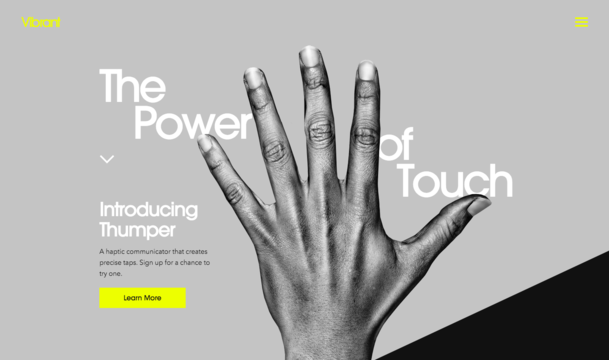 Vibrant
The
Power
of
Touch
Introducing
Thumper
A haptic communicator that creates
precise taps. Sign up for a chance to
try one.
Learn More